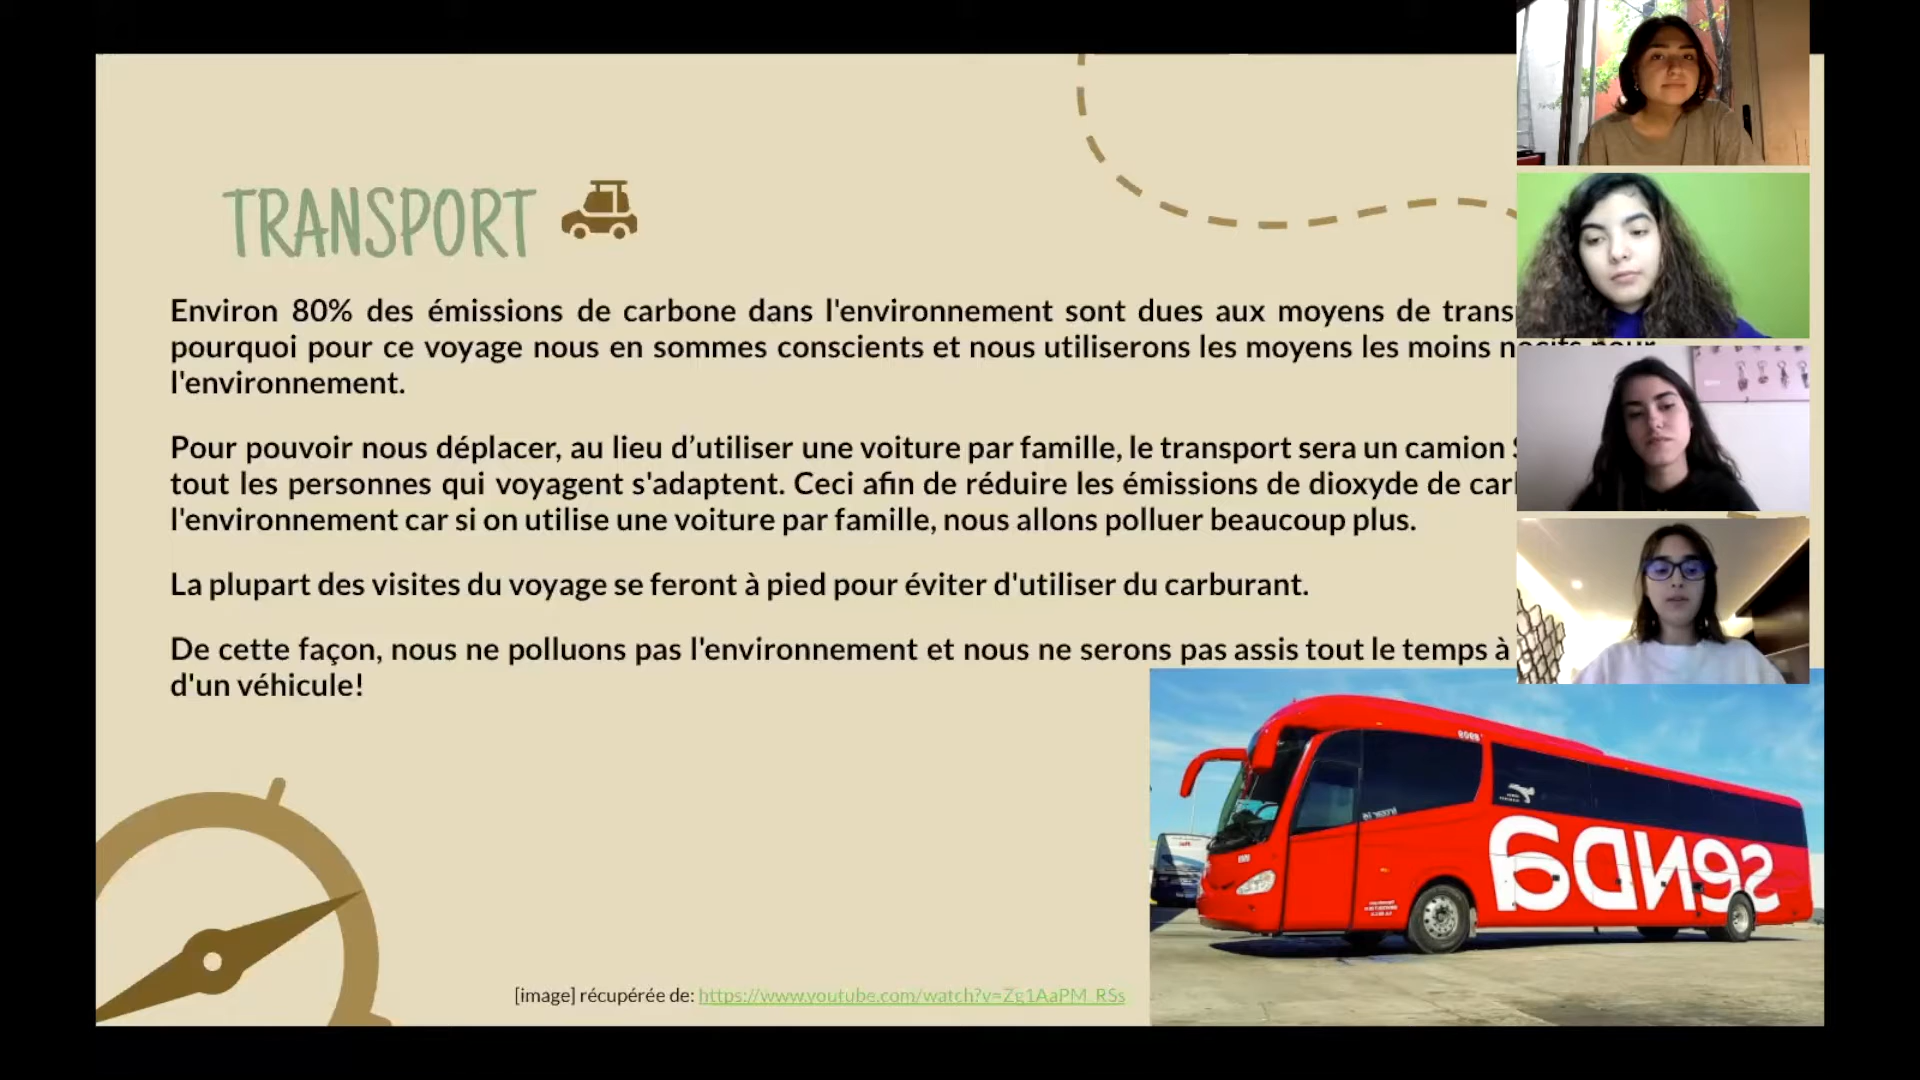 TRANSPORT
Environ 80% des émissions de carbone dans l'environnement sont dues aux moyens de
pourquoi pour ce voyage nous en sommes conscients et nous utiliserons les moyens les moins
l'environnement.
Pour pouvoir nous déplacer, au lieu d’utiliser une voiture par famille, le transport sera un camion
tout les personnes qui voyagent s'adaptent. Ceci afin de réduire les émissions de dioxyde de
l'environnement car si on utilise une voiture par famille, nous allons polluer beaucoup plus.
La plupart des visites du voyage se feront à pied pour éviter d'utiliser du carburant.
De cette façon, nous ne polluons pas l'environnement et nous ne serons pas assis tout le temps à
d'un véhicule!
senda
[image] récupérée de: https://www.youtube.com/watch?v=Zg1AaPM_RSs